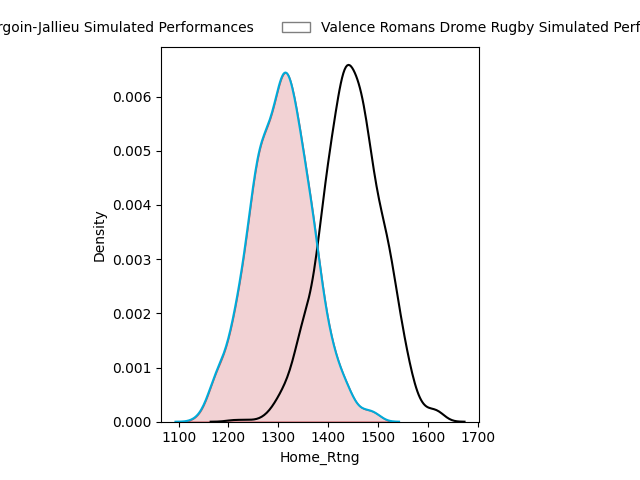 rgoin-Jallieu Simulated Performances
Valence Romans Drome Rugby Simulated Perf
0.006
0.005
0.004
0.003
0.002
0.001
0.000
Density
1100 1200 1300 1400 1500 1600 1700
Home_Rtng